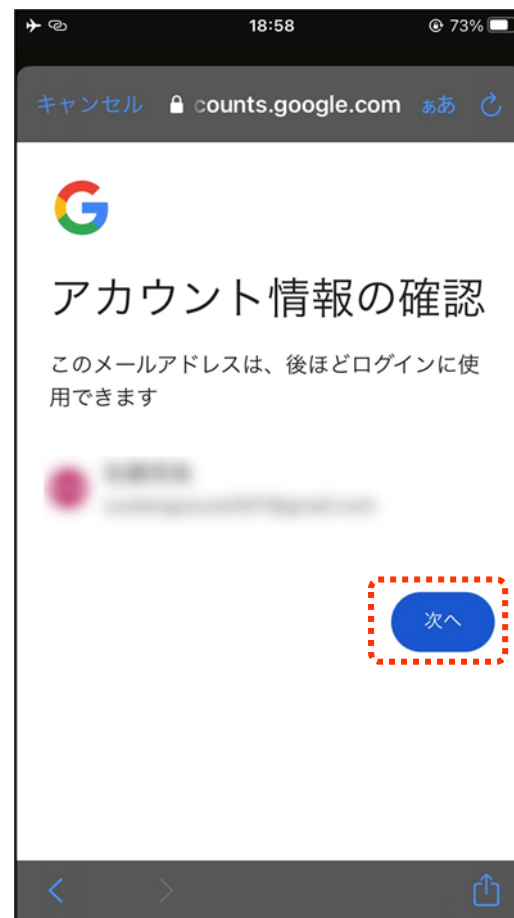 18:58
73%
キャンセル
counts.google.com
ぁあ
アカウント情報の確認
このメールアドレスは、後ほどログインに使
用できます
次へ